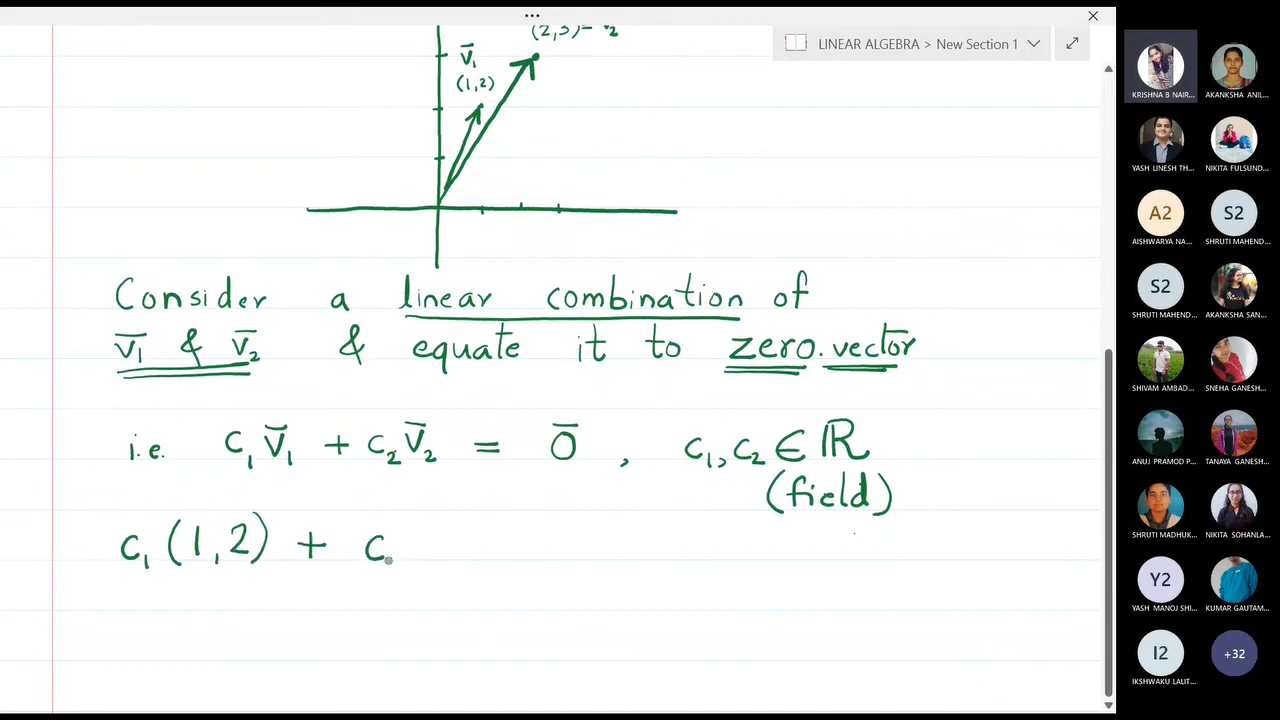 ...
LINEAR ALGEBRA > New Section 1
(2,3)= v̄₂
v̄₁
(1,2)
Consider a linear combination of
v̄₁ & v̄₂ & equate it to zero vector
i.e. c₁v̄₁ + c₂v̄₂ = 0̄ , c₁,c₂ ∈ ℝ
(field)
c₁(1,2) + c
KRISHNA B NAIR...
AKANKSHA ANIL...
YASH LINESH TH...
NIKITA FULSUND...
A2
AISHWARYA NA...
S2
SHRUTI MAHEND...
S2
SHRUTI MAHEND...
AKANKSHA SAN...
SHIVAM AMBAD...
SNEHA GANESH...
ANUJ PRAMOD P...
TANAYA GANESH...
SHRUTI MADHUK...
NIKITA SOHANLA...
Y2
YASH MANOJ SHI...
KUMAR GAUTAM...
I2
IKSHWAKU LALIT...
+32